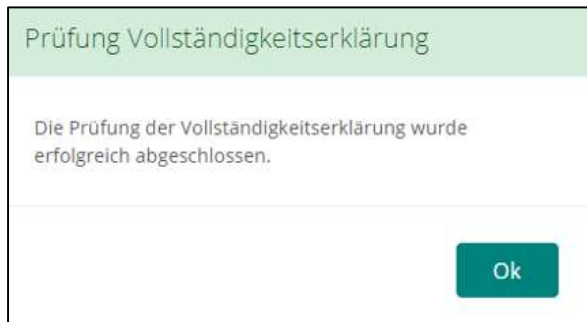 Prüfung Vollständigkeitserklärung
Die Prüfung der Vollständigkeitserklärung wurde
erfolgreich abgeschlossen.
Ok